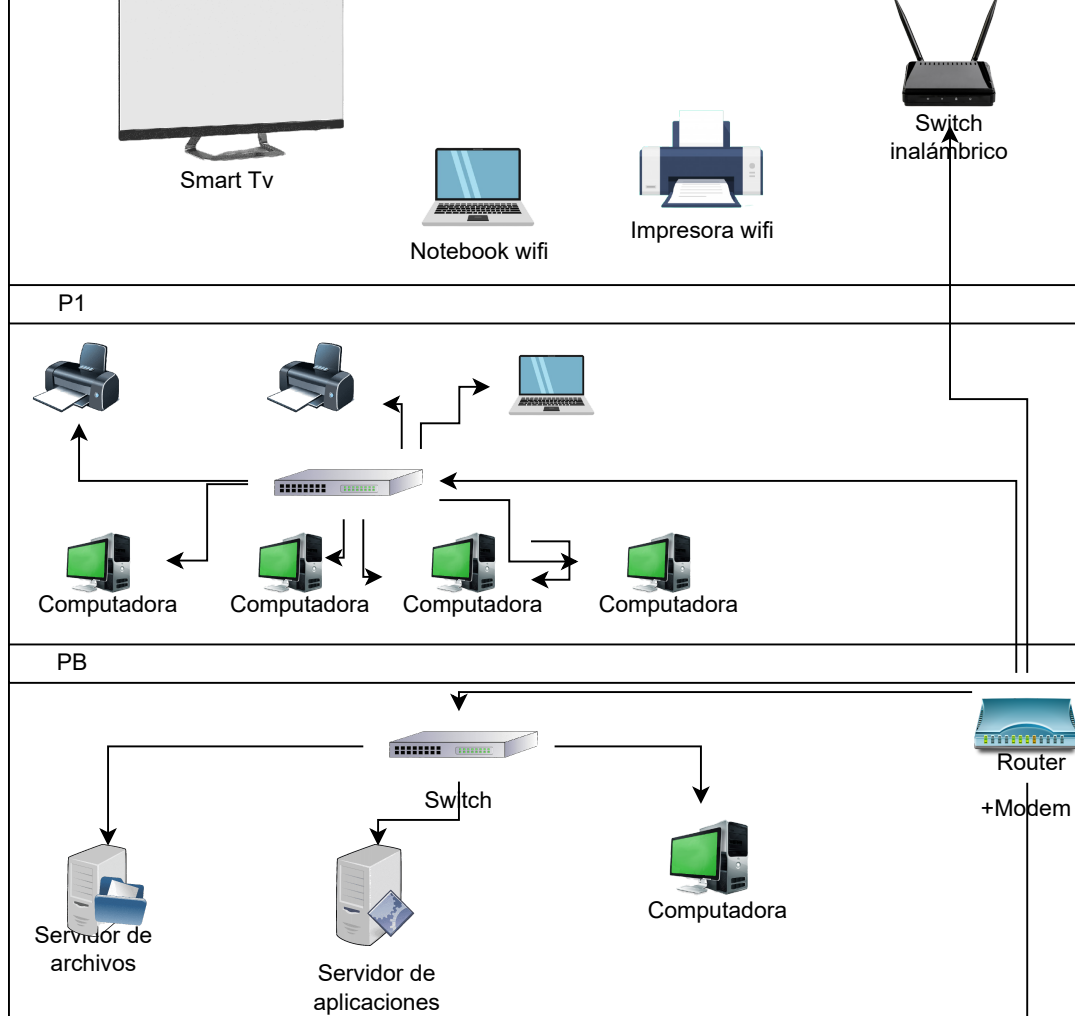 Switch
inalámbrico
Smart Tv
Impresora wifi
Notebook wifi
P1
Computadora
Computadora
Computadora
Computadora
PB
Router
Switch
+Modem
Computadora
Servidor de
archivos
Servidor de
aplicaciones